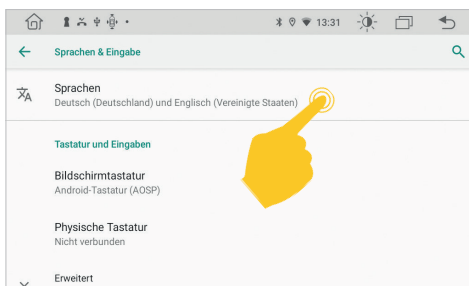 13:31
Sprachen & Eingabe
Sprachen
Deutsch (Deutschland) und Englisch (Vereinigte Staaten)
Tastatur und Eingaben
Bildschirmtastatur
Android-Tastatur (AOSP)
Physische Tastatur
Nicht verbunden
Erweitert